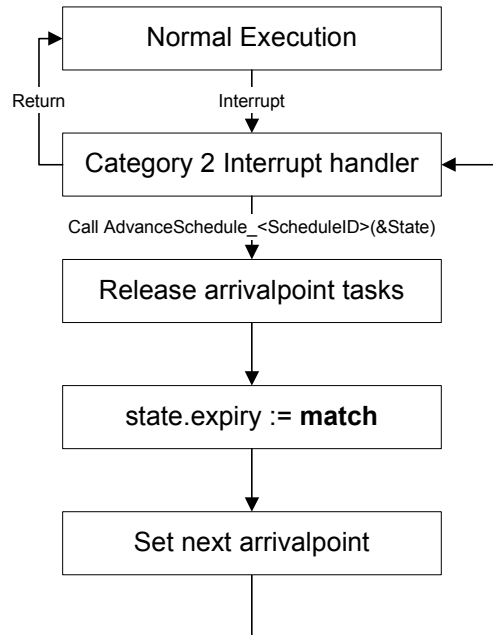 Normal Execution
Return
Interrupt
Category 2 Interrupt handler
Call AdvanceSchedule_<ScheduleID>(&State)
Release arrivalpoint tasks
state.expiry := match
Set next arrivalpoint